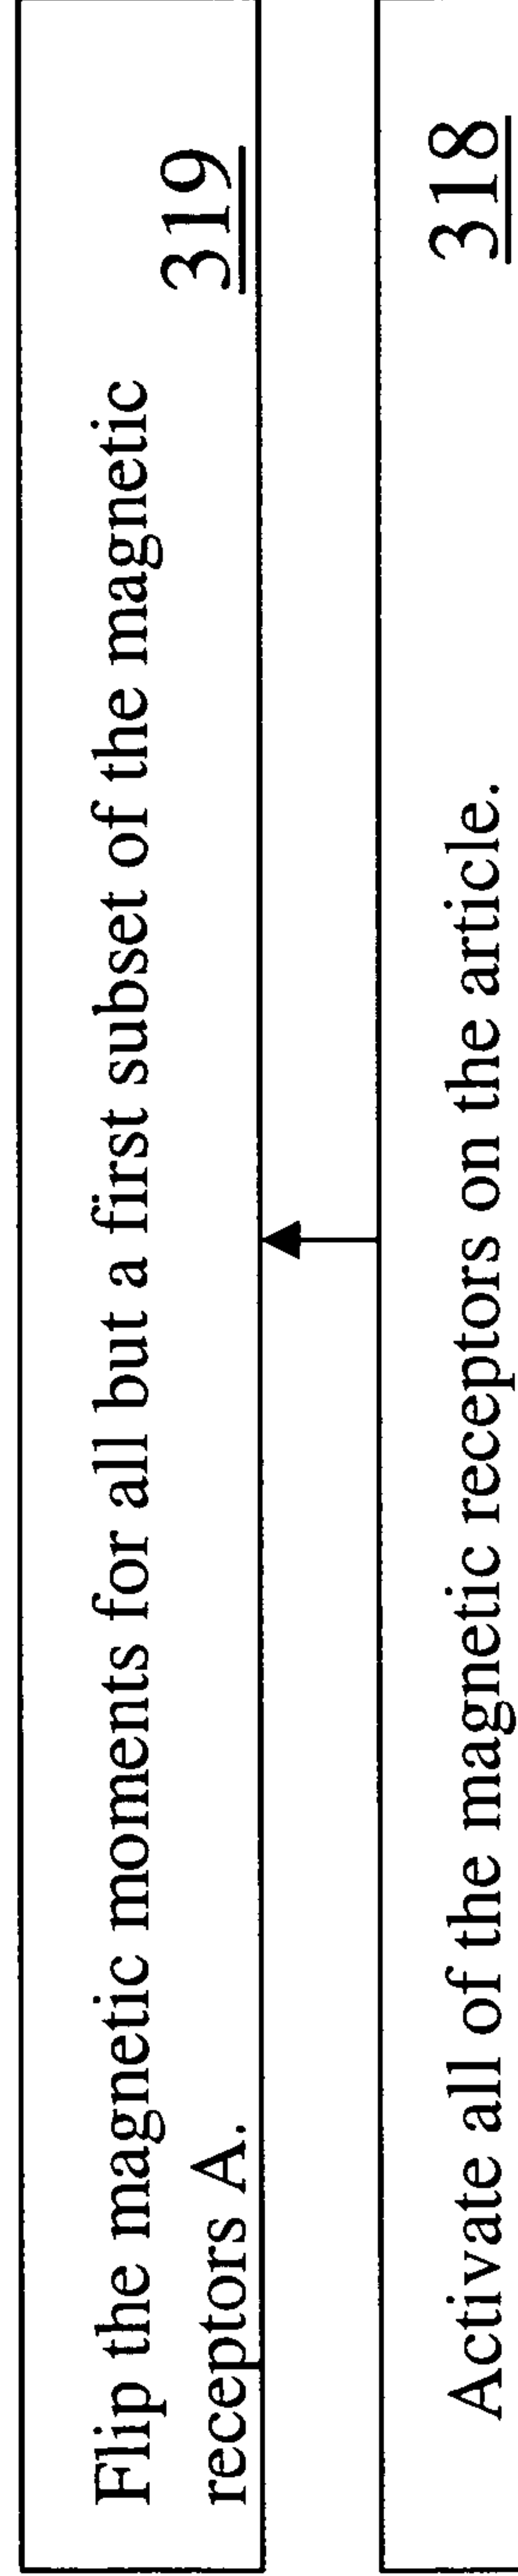 Flip the magnetic moments for all but a first subset of the magnetic
receptors A.
319
Activate all of the magnetic receptors on the article.
318